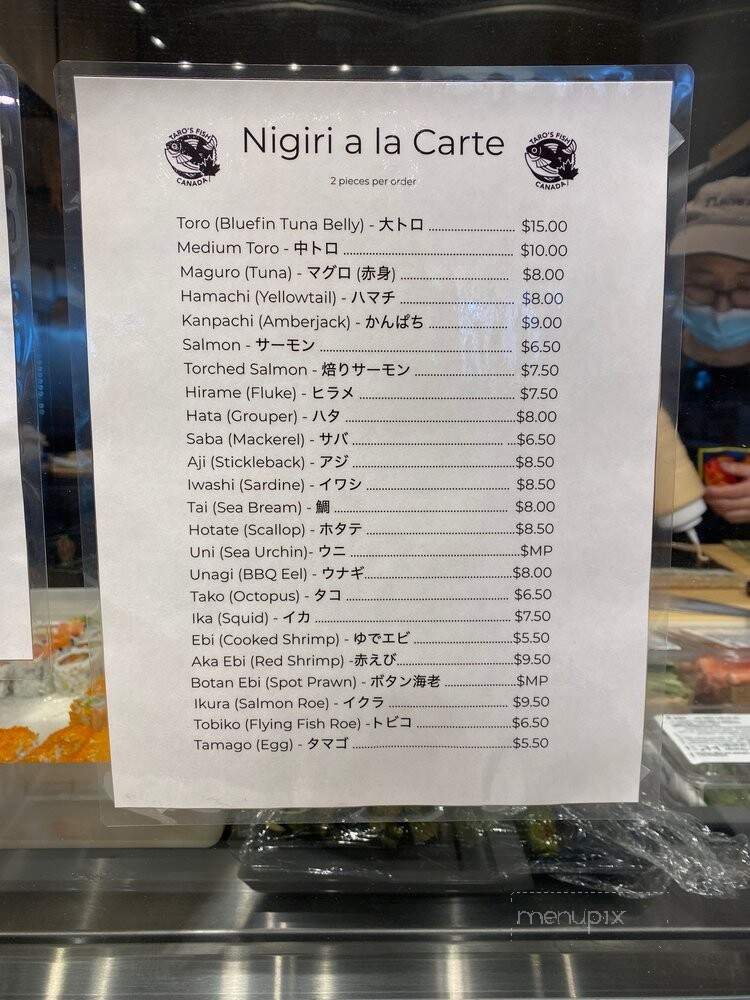 TARO'S FISH
CANADA
Nigiri a la Carte
TARO'S FISH
CANADA
2 pieces per order
Toro (Bluefin Tuna Belly) - 大トロ ........................ $15.00
Medium Toro - 中トロ ................................................ $10.00
Maguro (Tuna) - マグロ (赤身) ............................... $8.00
Hamachi (Yellowtail) - ハマチ ................................ $8.00
Kanpachi (Amberjack) - かんぱち ...................... $9.00
Salmon - サーモン ...................................................... $6.50
Torched Salmon - 焙りサーモン ............................ $7.50
Hirame (Fluke) - ヒラメ ............................................ $7.50
Hata (Grouper) - ハタ ................................................$8.00
Saba (Mackerel) - サバ ............................................ ..$6.50
Aji (Stickleback) - アジ ..............................................$8.50
Iwashi (Sardine) - イワシ .......................................... $8.50
Tai (Sea Bream) - 鯛 .................................................. $8.00
Hotate (Scallop) - ホタテ ..........................................$8.50
Uni (Sea Urchin)- ウニ ................................................$MP
Unagi (BBQ Eel) - ウナギ..........................................$8.00
Tako (Octopus) - タコ .............................................. $6.50
Ika (Squid) - イカ ........................................................$7.50
Ebi (Cooked Shrimp) - ゆでエビ ............................$5.50
Aka Ebi (Red Shrimp) -赤えび..................................$9.50
Botan Ebi (Spot Prawn) - ボタン海老 ....................$MP
Ikura (Salmon Roe) - イクラ .................................... $9.50
Tobiko (Flying Fish Roe) -トビコ ............................$6.50
Tamago (Egg) - タマゴ ..............................................$5.50
menupix